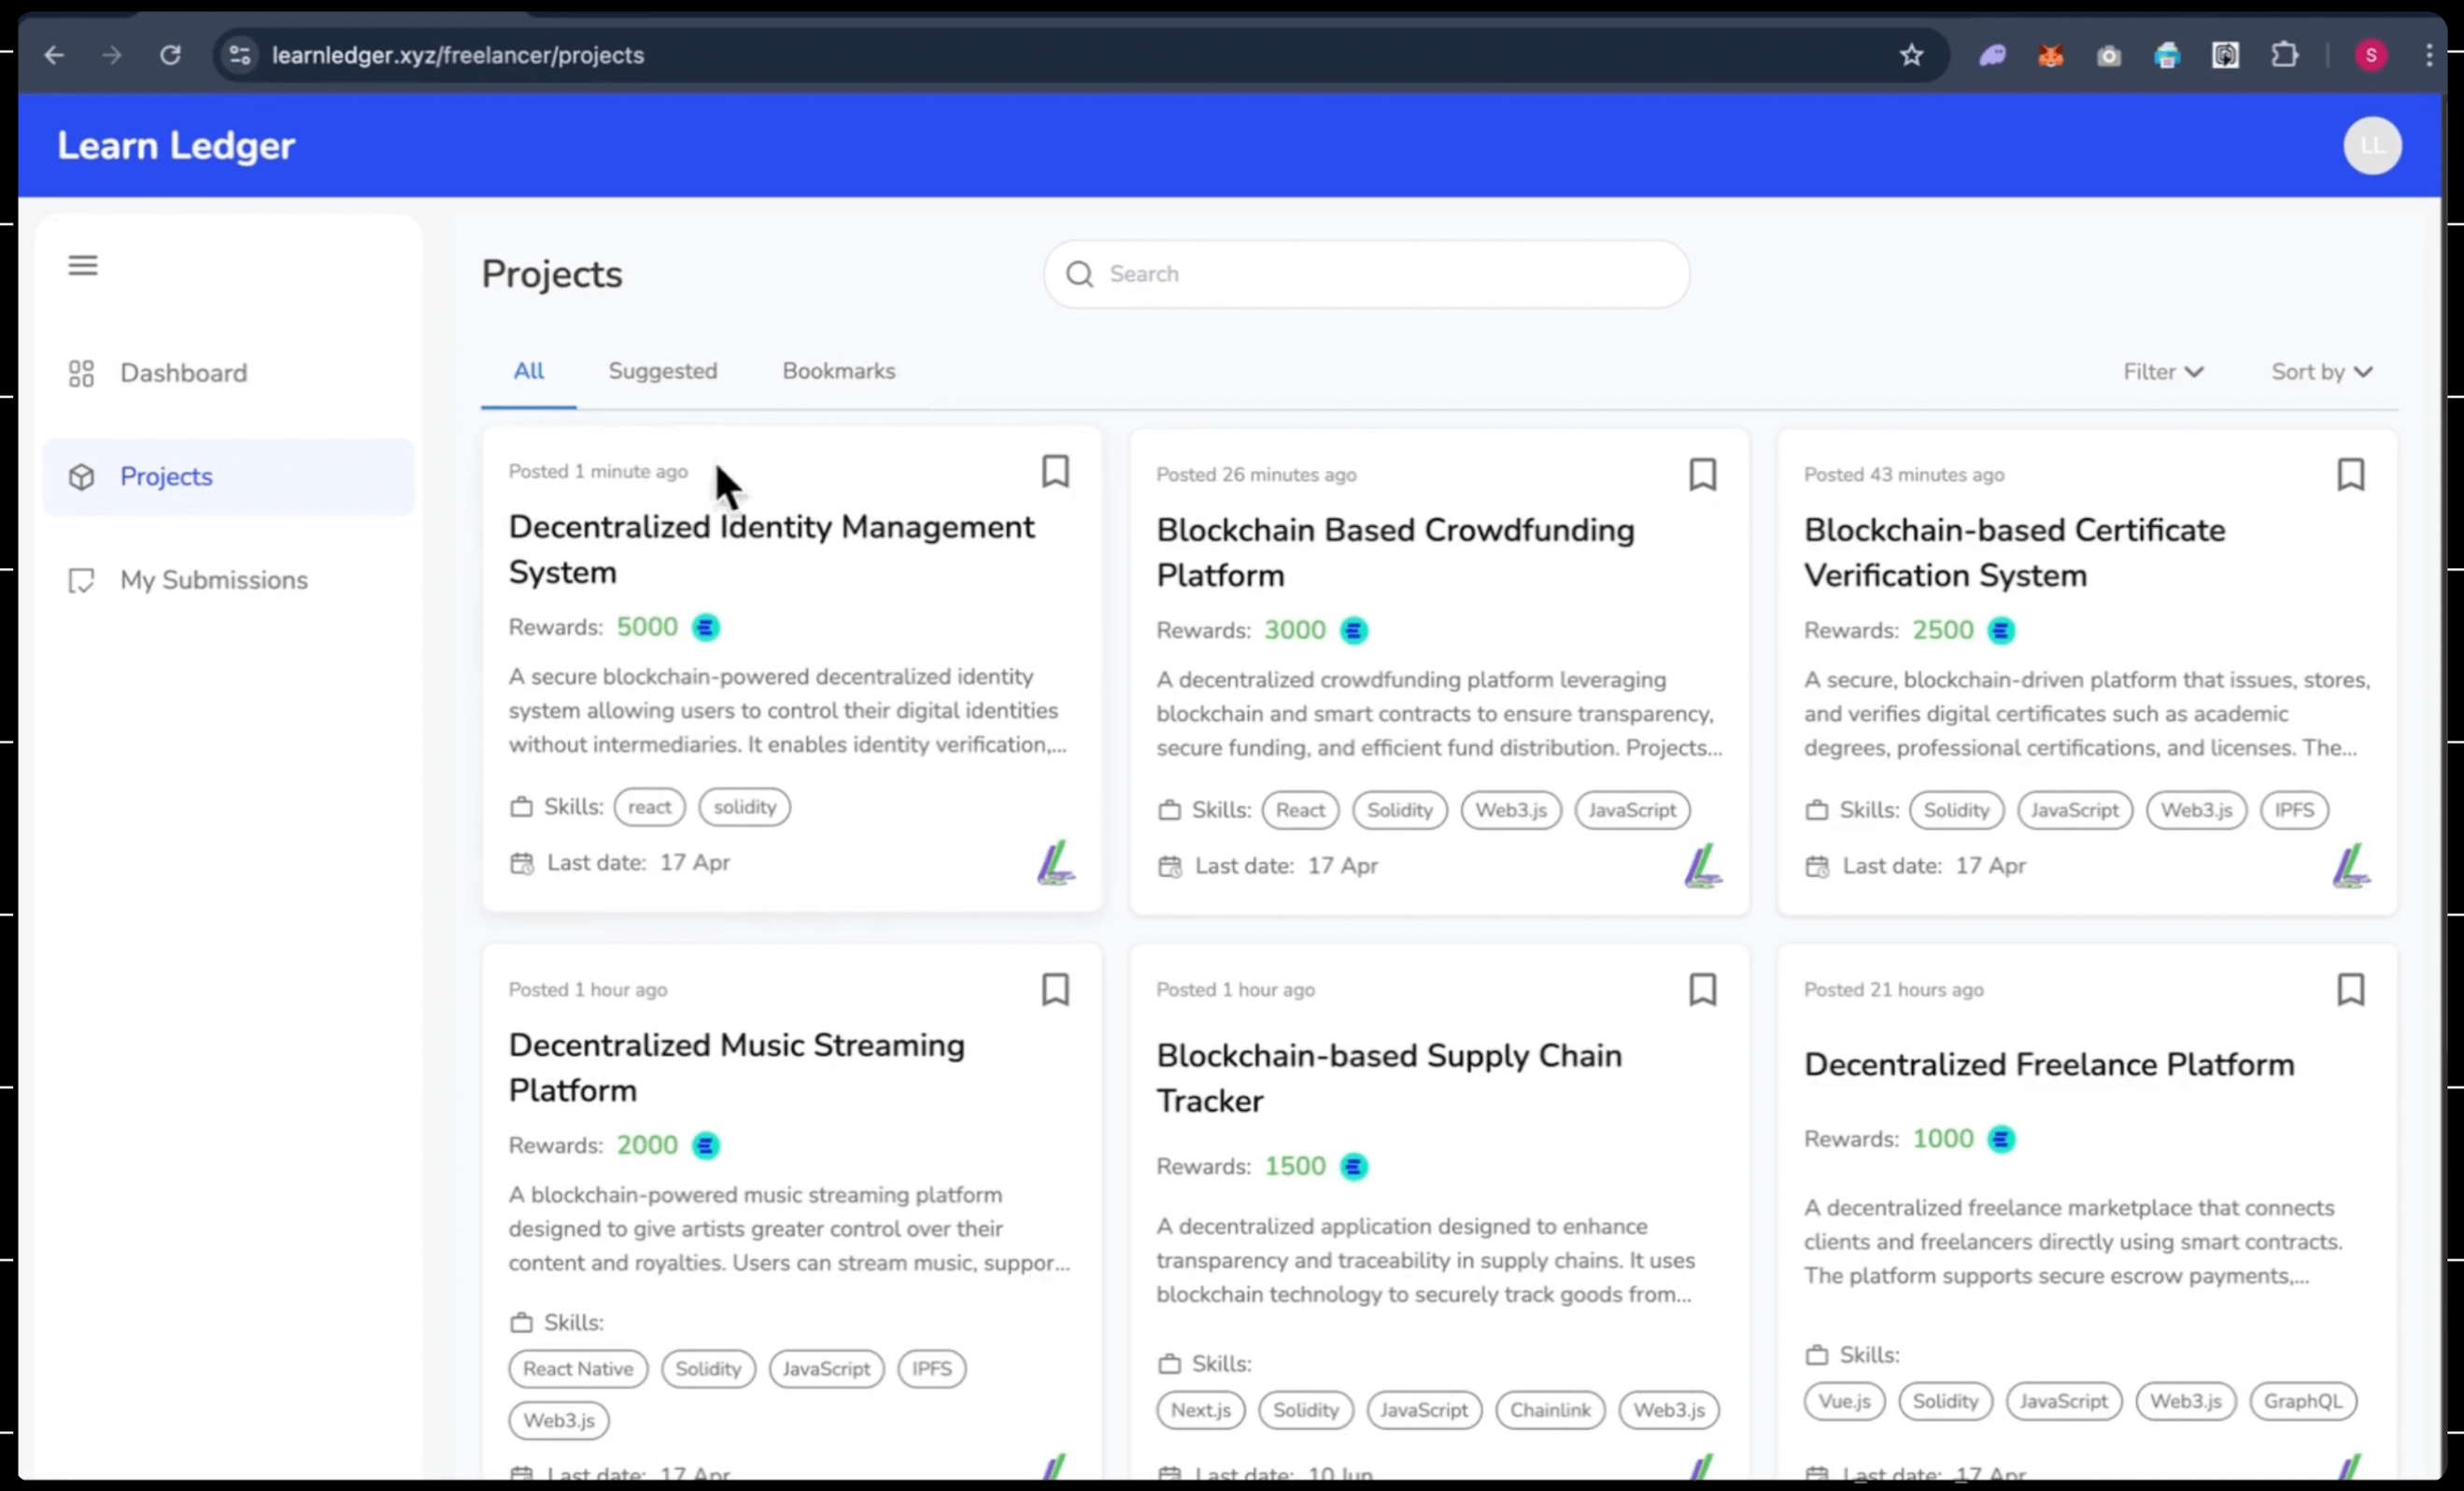 learnledger.xyz/freelancer/projects
S
Learn Ledger
LL
Projects
Search
Dashboard
Projects
My Submissions
All
Suggested
Bookmarks
Filter
Sort by
Posted 1 minute ago
Decentralized Identity Management
System
Rewards: 5000
A secure blockchain-powered decentralized identity
system allowing users to control their digital identities
without intermediaries. It enables identity verification,...
Skills: react solidity
Last date: 17 Apr
Posted 26 minutes ago
Blockchain Based Crowdfunding
Platform
Rewards: 3000
A decentralized crowdfunding platform leveraging
blockchain and smart contracts to ensure transparency,
secure funding, and efficient fund distribution. Projects...
Skills: React Solidity Web3.js JavaScript
Last date: 17 Apr
Posted 43 minutes ago
Blockchain-based Certificate
Verification System
Rewards: 2500
A secure, blockchain-driven platform that issues, stores,
and verifies digital certificates such as academic
degrees, professional certifications, and licenses. The...
Skills: Solidity JavaScript Web3.js IPFS
Last date: 17 Apr
Posted 1 hour ago
Decentralized Music Streaming
Platform
Rewards: 2000
A blockchain-powered music streaming platform
designed to give artists greater control over their
content and royalties. Users can stream music, suppor...
Skills:
React Native Solidity JavaScript IPFS
Web3.js
Last date: 17 Apr
Posted 1 hour ago
Blockchain-based Supply Chain
Tracker
Rewards: 1500
A decentralized application designed to enhance
transparency and traceability in supply chains. It uses
blockchain technology to securely track goods from...
Skills:
Next.js Solidity JavaScript Chainlink Web3.js
Last date: 10 Jun
Posted 21 hours ago
Decentralized Freelance Platform
Rewards: 1000
A decentralized freelance marketplace that connects
clients and freelancers directly using smart contracts.
The platform supports secure escrow payments,...
Skills:
Vue.js Solidity JavaScript Web3.js GraphQL
Last date: 17 Apr